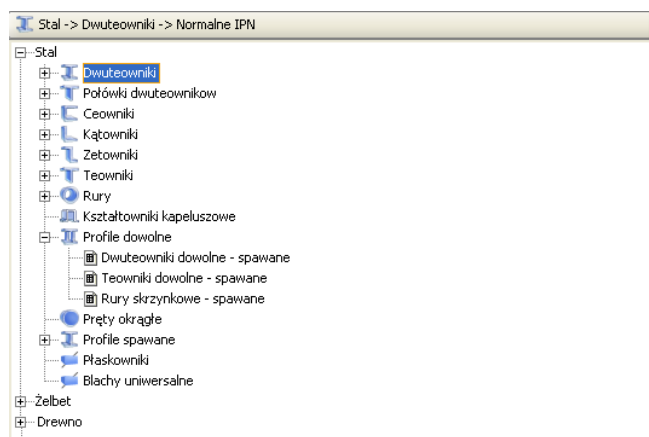 Stal -> Dwuteowniki -> Normalne IPN
Stal
Dwuteowniki
Połówki dwuteownikow
Ceowniki
Kątowniki
Zetowniki
Teowniki
Rury
Kształtowniki kapeluszowe
Profile dowolne
Dwuteowniki dowolne - spawane
Teowniki dowolne - spawane
Rury skrzynkowe - spawane
Pręty okrągłe
Profile spawane
Płaskowniki
Blachy uniwersalne
Żelbet
Drewno